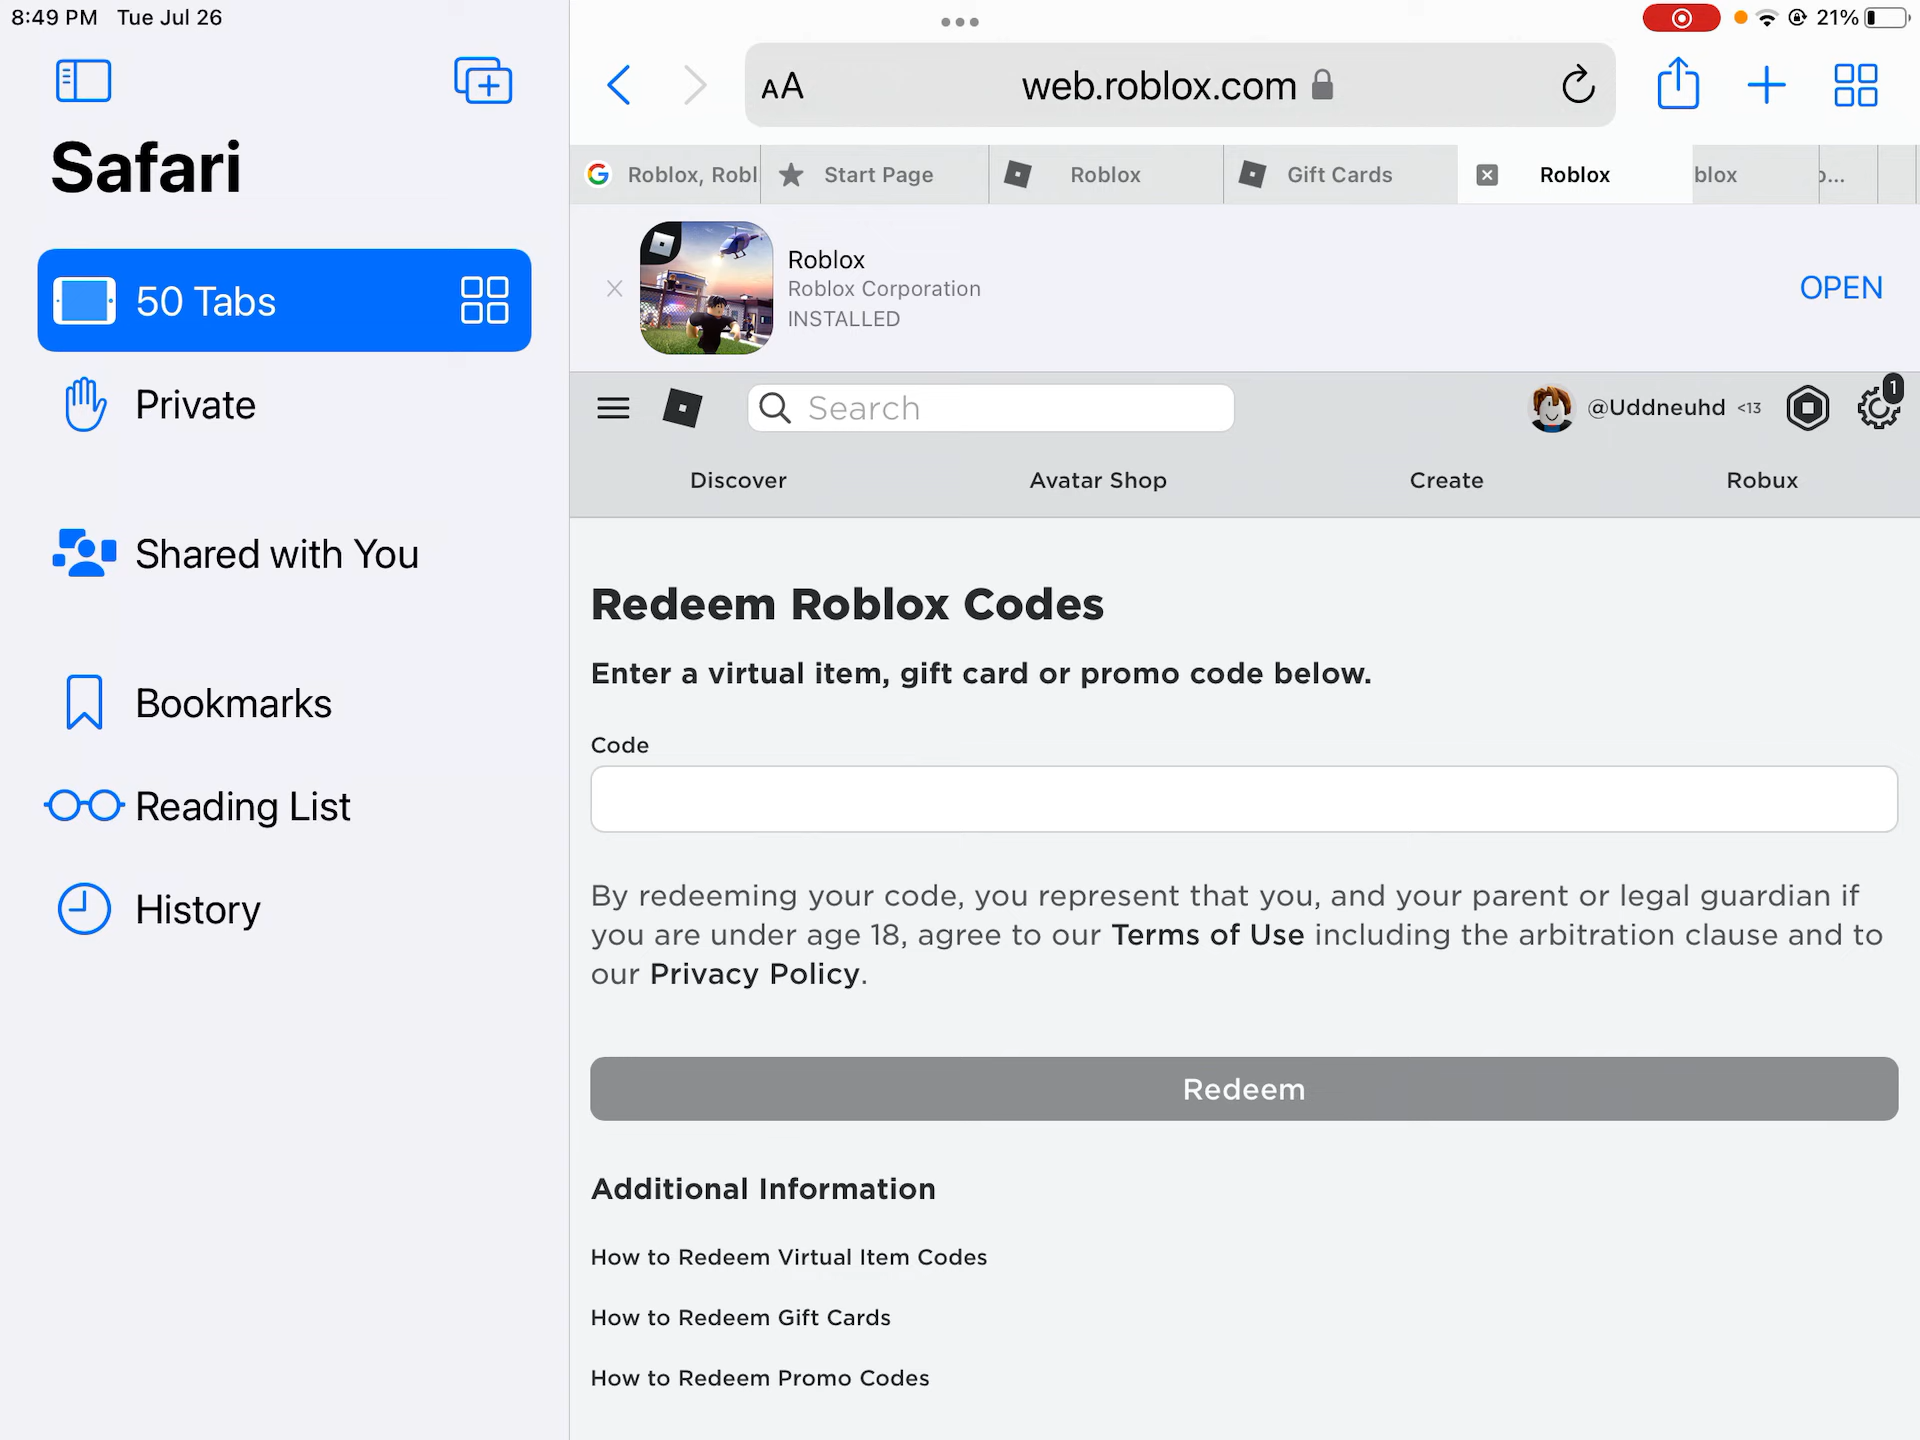 8:49 PM Tue Jul 26
21%
Safari
50 Tabs
Private
Shared with You
Bookmarks
Reading List
History
AA web.roblox.com
Roblox, Robl Start Page Roblox Gift Cards Roblox blox
Roblox
Roblox Corporation
INSTALLED
OPEN
Search
@Uddneuhd <13
1
Discover Avatar Shop Create Robux
Redeem Roblox Codes
Enter a virtual item, gift card or promo code below.
Code
By redeeming your code, you represent that you, and your parent or legal guardian if
you are under age 18, agree to our Terms of Use including the arbitration clause and to
our Privacy Policy.
Redeem
Additional Information
How to Redeem Virtual Item Codes
How to Redeem Gift Cards
How to Redeem Promo Codes